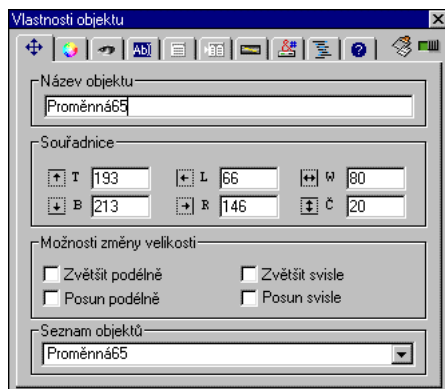 Vlastnosti objektu
AbI
#
?
Název objektu
Proměnná65
Souřadnice
T 193 L 66 W 80
B 213 R 146 Č 20
Možnosti změny velikosti
Zvětšit podélně Zvětšit svisle
Posun podélně Posun svisle
Seznam objektů
Proměnná65